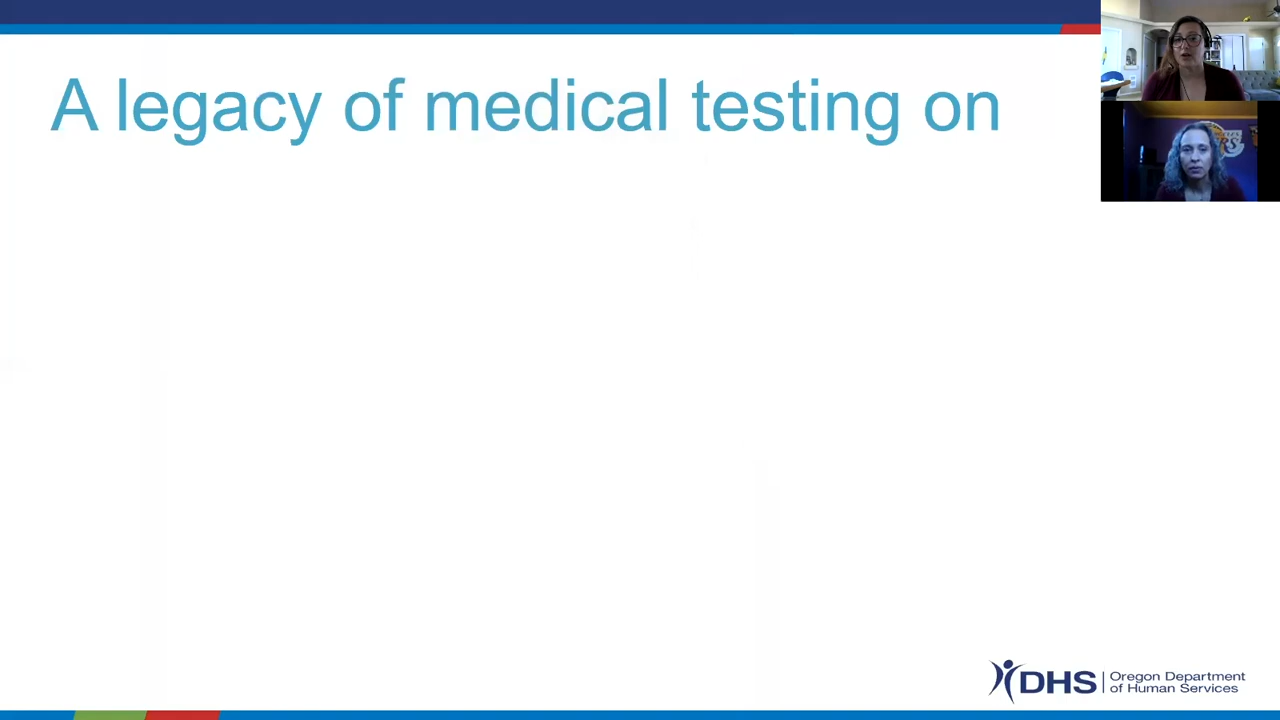 A legacy of medical testing on
DHS
Oregon Department
of Human Services